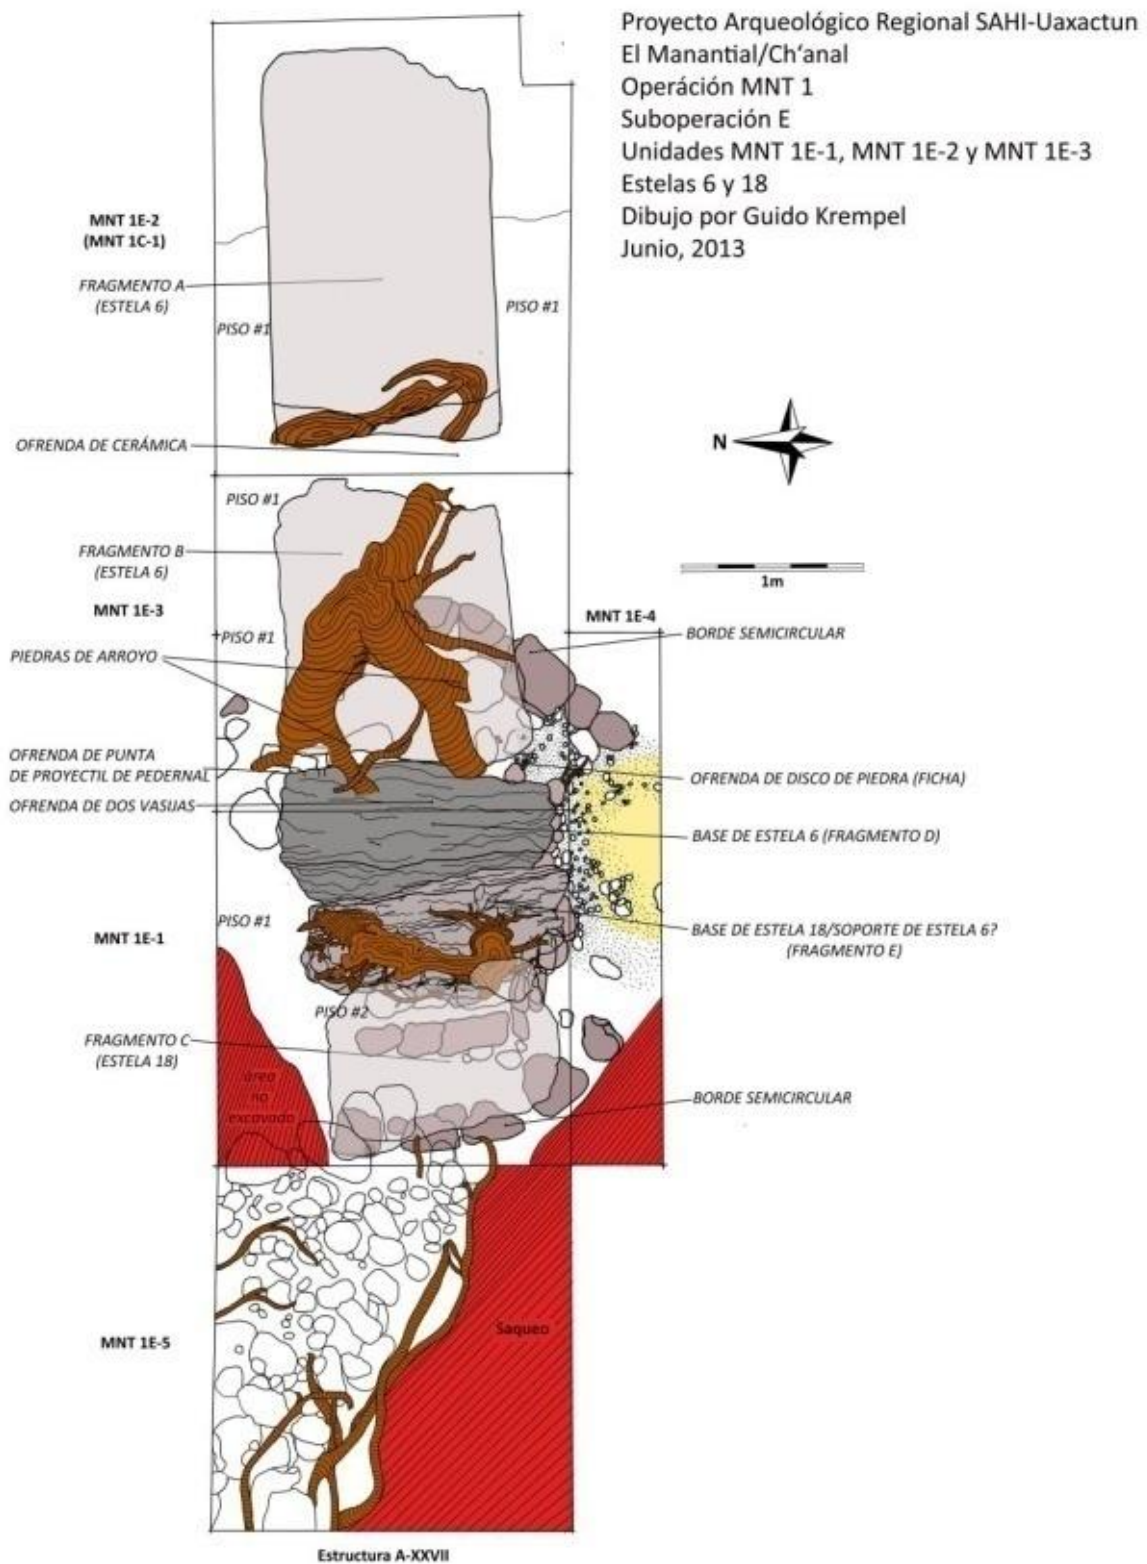 Proyecto Arqueológico Regional SAHI-Uaxactun
El Manantial/Ch‘anal
Operáción MNT 1
Suboperación E
Unidades MNT 1E-1, MNT 1E-2 y MNT 1E-3
Estelas 6 y 18
Dibujo por Guido Krempel
Junio, 2013
MNT 1E-2
(MNT 1C-1)
FRAGMENTO A
(ESTELA 6)
PISO #1
PISO #1
OFRENDA DE CERÁMICA
N
PISO #1
FRAGMENTO B
(ESTELA 6)
1m
MNT 1E-3
MNT 1E-4
PISO #1
BORDE SEMICIRCULAR
PIEDRAS DE ARROYO
OFRENDA DE PUNTA
DE PROYECTIL DE PEDERNAL
OFRENDA DE DISCO DE PIEDRA (FICHA)
OFRENDA DE DOS VASIJAS
BASE DE ESTELA 6 (FRAGMENTO D)
PISO #1
MNT 1E-1
BASE DE ESTELA 18/SOPORTE DE ESTELA 6?
(FRAGMENTO E)
PISO #2
FRAGMENTO C
(ESTELA 18)
área
no
excavado
BORDE SEMICIRCULAR
MNT 1E-5
Saqueo
Estructura A-XXVII